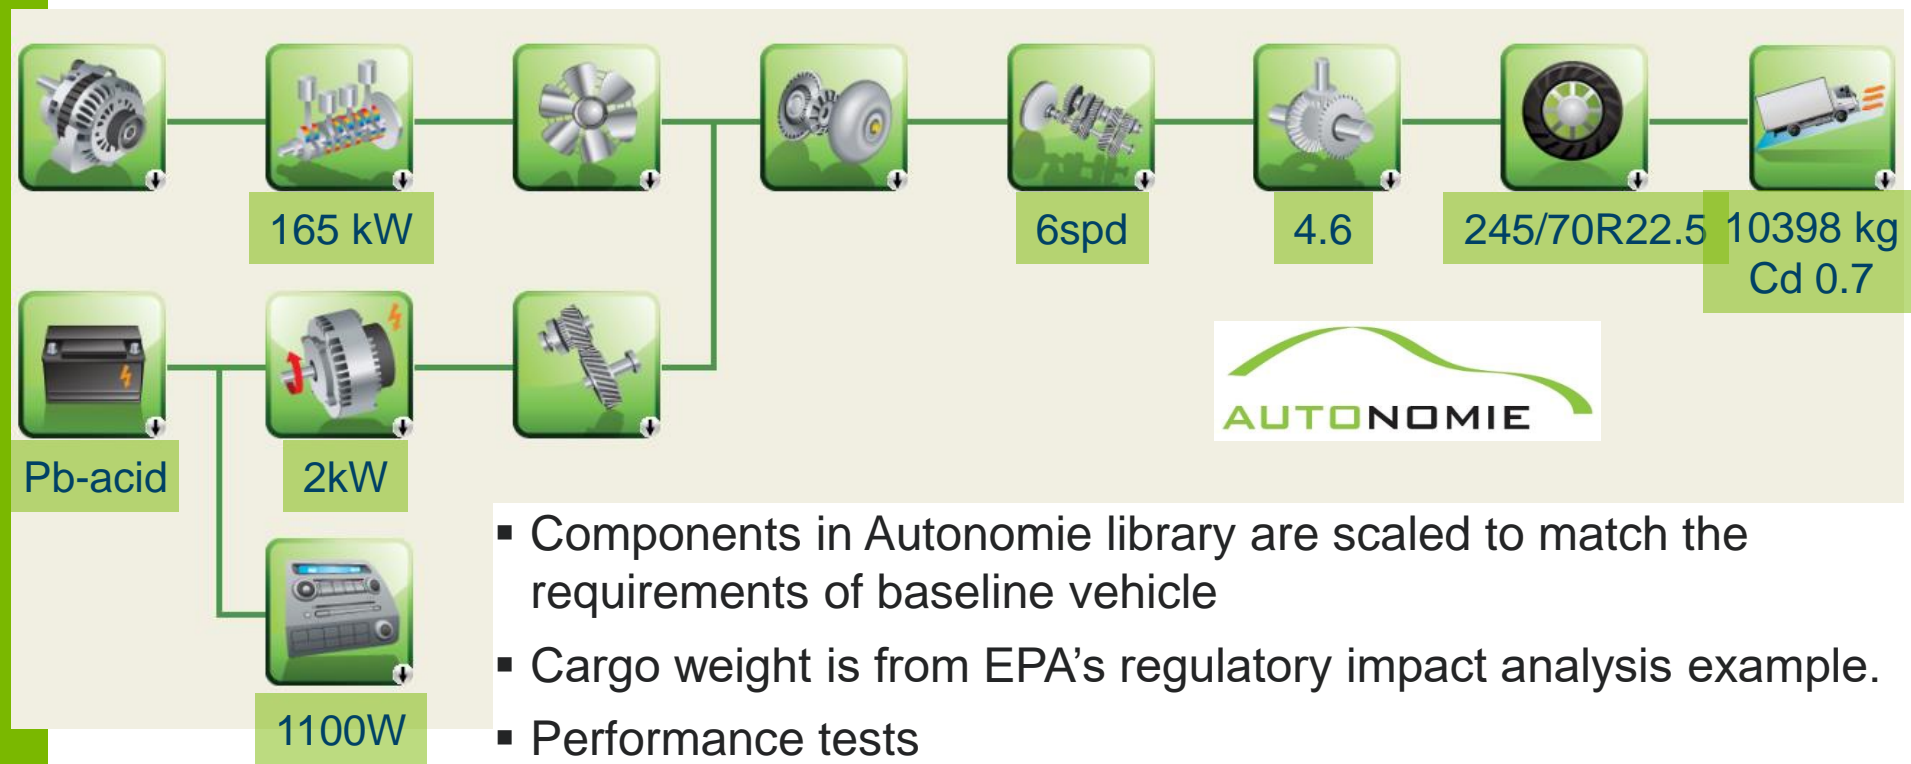 165 kW
6spd
4.6
245/70R22.5
10398 kg
Cd 0.7
AUTONOMIE
Pb-acid
2kW
1100W
▪ Components in Autonomie library are scaled to match the
requirements of baseline vehicle
▪ Cargo weight is from EPA’s regulatory impact analysis example.
▪ Performance tests